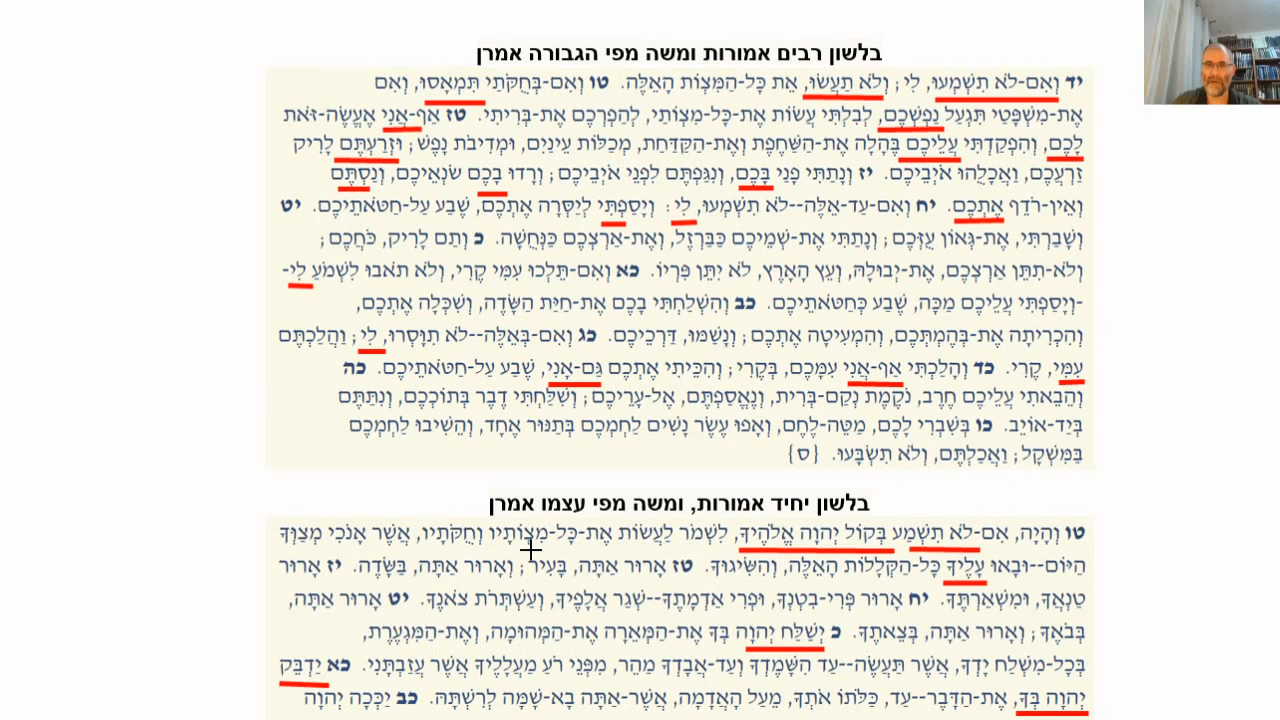 בלשון רבים אמורות ומשה מפי הגבורה אמרן
יד וְאִם-לֹא תִשְׁמְעוּ, לִי; וְלֹא תַעֲשׂוּ, אֵת כָּל-הַמִּצְוֹת הָאֵלֶּה. טו וְאִם-בְּחֻקֹּתַי תִּמְאָסוּ, וְאִם
אֶת-מִשְׁפָּטַי תִּגְעַל נַפְשְׁכֶם, לְבִלְתִּי עֲשׂוֹת אֶת-כָּל-מִצְוֹתַי, לְהַפְרְכֶם אֶת-בְּרִיתִי. טז אַף-אֲנִי אֶעֱשֶׂה-זֹּאת
לָכֶם, וְהִפְקַדְתִּי עֲלֵיכֶם בֶּהָלָה אֶת-הַשַּׁחֶפֶת וְאֶת-הַקַּדַּחַת, מְכַלּוֹת עֵינַיִם, וּמְדִיבֹת נָפֶשׁ; וּזְרַעְתֶּם לָרִיק
זַרְעֲכֶם, וַאֲכָלֻהוּ אֹיְבֵיכֶם. יז וְנָתַתִּי פָנַי בָּכֶם, וְנִגַּפְתֶּם לִפְנֵי אֹיְבֵיכֶם; וְרָדוּ בָכֶם שֹׂנְאֵיכֶם, וְנַסְתֶּם
וְאֵין-רֹדֵף אֶתְכֶם. יח וְאִם-עַד-אֵלֶּה--לֹא תִשְׁמְעוּ, לִי: וְיָסַפְתִּי לְיַסְּרָה אֶתְכֶם, שֶׁבַע עַל-חַטֹּאתֵיכֶם. יט
וְשָׁבַרְתִּי, אֶת-גְּאוֹן עֻזְּכֶם; וְנָתַתִּי אֶת-שְׁמֵיכֶם כַּבַּרְזֶל, וְאֶת-אַרְצְכֶם כַּנְּחֻשָׁה. כ וְתַם לָרִיק, כֹּחֲכֶם;
וְלֹא-תִתֵּן אַרְצְכֶם, אֶת-יְבוּלָהּ, וְעֵץ הָאָרֶץ, לֹא יִתֵּן פִּרְיוֹ. כא וְאִם-תֵּלְכוּ עִמִּי קֶרִי, וְלֹא תֹאבוּ לִשְׁמֹעַ לִי-
-וְיָסַפְתִּי עֲלֵיכֶם מַכָּה, שֶׁבַע כְּחַטֹּאתֵיכֶם. כב וְהִשְׁלַחְתִּי בָכֶם אֶת-חַיַּת הַשָּׂדֶה, וְשִׁכְּלָה אֶתְכֶם,
וְהִכְרִיתָה אֶת-בְּהֶמְתְּכֶם, וְהִמְעִיטָה אֶתְכֶם; וְנָשַׁמּוּ, דַּרְכֵיכֶם. כג וְאִם-בְּאֵלֶּה--לֹא תִוָּסְרוּ, לִי; וַהֲלַכְתֶּם
עִמִּי, קֶרִי. כד וְהָלַכְתִּי אַף-אֲנִי עִמָּכֶם, בְּקֶרִי; וְהִכֵּיתִי אֶתְכֶם גַּם-אָנִי, שֶׁבַע עַל-חַטֹּאתֵיכֶם. כה
וְהֵבֵאתִי עֲלֵיכֶם חֶרֶב, נֹקֶמֶת נְקַם-בְּרִית, וְנֶאֱסַפְתֶּם, אֶל-עָרֵיכֶם; וְשִׁלַּחְתִּי דֶבֶר בְּתוֹכְכֶם, וְנִתַּתֶּם
בְּיַד-אוֹיֵב. כו בְּשִׁבְרִי לָכֶם, מַטֵּה-לֶחֶם, וְאָפוּ עֶשֶׂר נָשִׁים לַחְמְכֶם בְּתַנּוּר אֶחָד, וְהֵשִׁיבוּ לַחְמְכֶם
בַּמִּשְׁקָל; וַאֲכַלְתֶּם, וְלֹא תִשְׂבָּעוּ. {ס}
בלשון יחיד אמורות, ומשה מפי עצמו אמרן
טו וְהָיָה, אִם-לֹא תִשְׁמַע בְּקוֹל יְהוָה אֱלֹהֶיךָ, לִשְׁמֹר לַעֲשׂוֹת אֶת-כָּל-מִצְוֹתָיו וְחֻקֹּתָיו, אֲשֶׁר אָנֹכִי מְצַוְּךָ
הַיּוֹם--וּבָאוּ עָלֶיךָ כָּל-הַקְּלָלוֹת הָאֵלֶּה, וְהִשִּׂיגוּךָ. טז אָרוּר אַתָּה, בָּעִיר; וְאָרוּר אַתָּה, בַּשָּׂדֶה. יז אָרוּר
טַנְאֲךָ, וּמִשְׁאַרְתֶּךָ. יח אָרוּר פְּרִי-בִטְנְךָ, וּפְרִי אַדְמָתֶךָ--שְׁגַר אֲלָפֶיךָ, וְעַשְׁתְּרֹת צֹאנֶךָ. יט אָרוּר אַתָּה,
בְּבֹאֶךָ; וְאָרוּר אַתָּה, בְּצֵאתֶךָ. כ יְשַׁלַּח יְהוָה בְּךָ אֶת-הַמְּאֵרָה אֶת-הַמְּהוּמָה, וְאֶת-הַמִּגְעֶרֶת,
בְּכָל-מִשְׁלַח יָדְךָ, אֲשֶׁר תַּעֲשֶׂה--עַד הִשָּׁמֶדְךָ וְעַד-אֲבָדְךָ מַהֵר, מִפְּנֵי רֹעַ מַעֲלָלֶיךָ אֲשֶׁר עֲזַבְתָּנִי. כא יַדְבֵּק
יְהוָה בְּךָ, אֶת-הַדָּבֶר--עַד, כַּלֹּתוֹ אֹתְךָ, מֵעַל הָאֲדָמָה, אֲשֶׁר-אַתָּה בָא-שָׁמָּה לְרִשְׁתָּהּ. כב יַכְּכָה יְהוָה